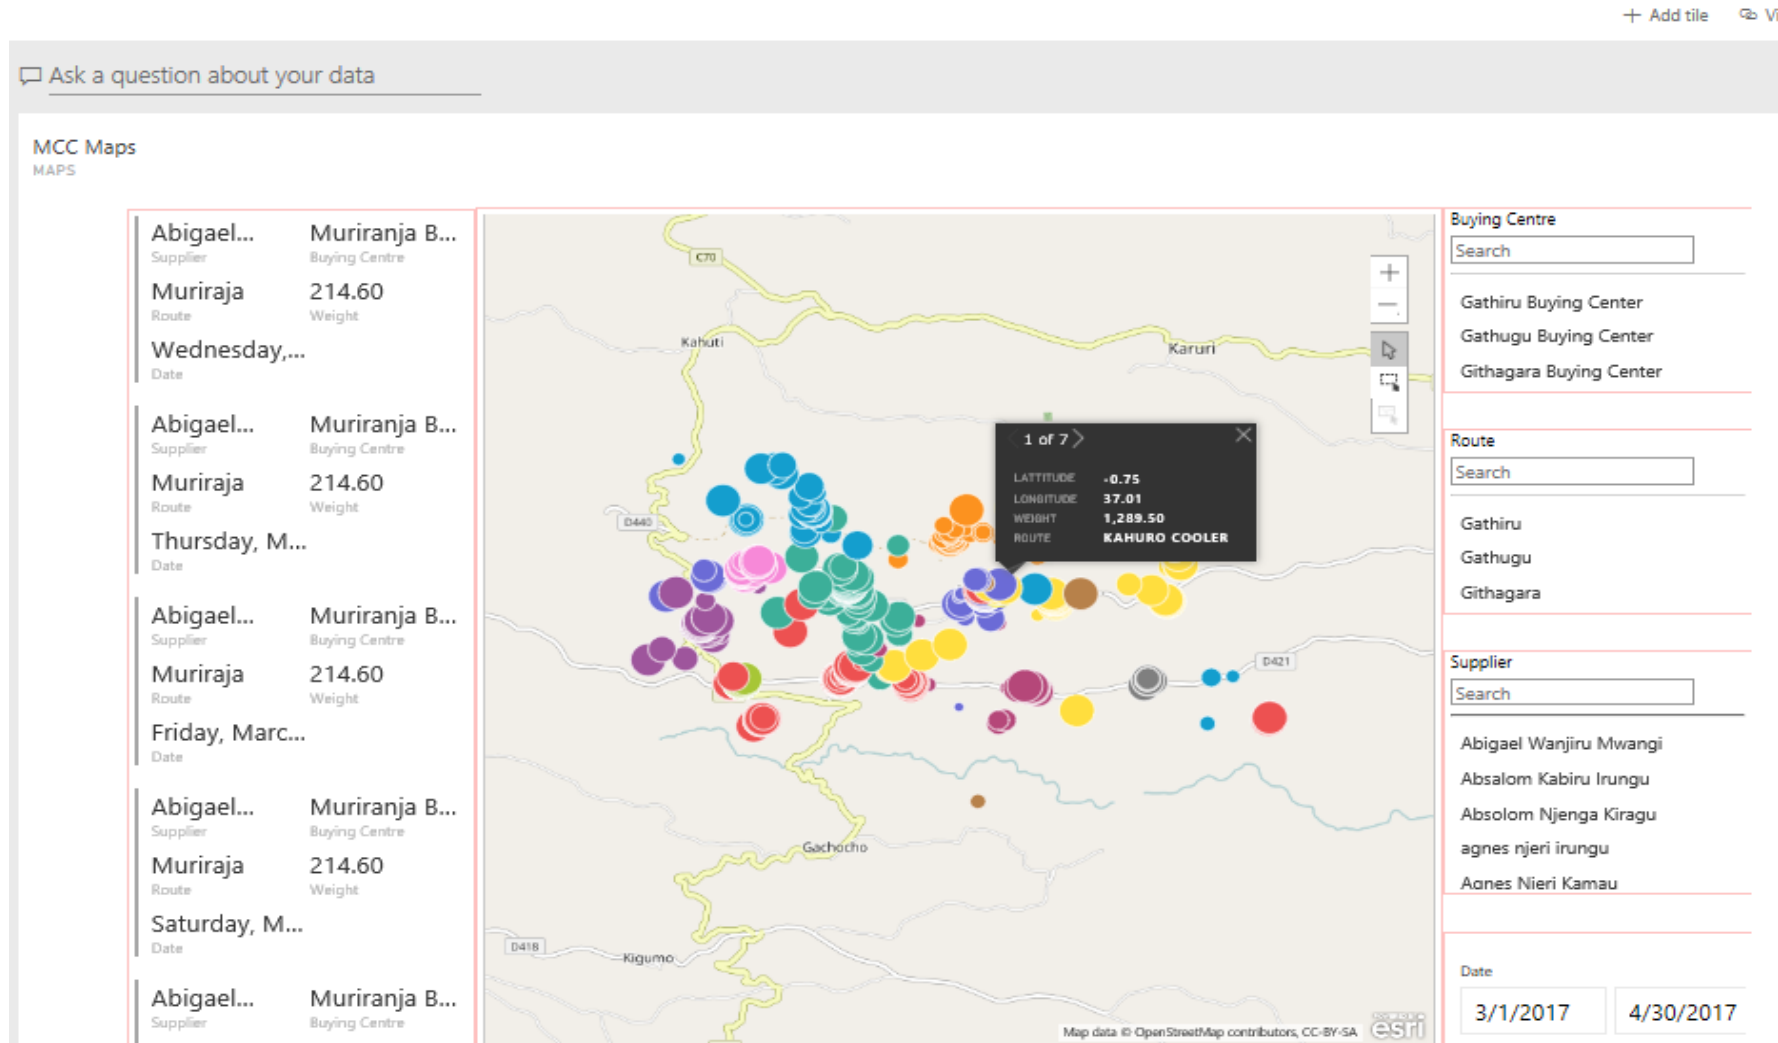 Add tile
Vi
Ask a question about your data
MCC Maps
MAPS
Abigael... Muriranja B...
Supplier Buying Centre
Muriraja 214.60
Route Weight
Wednesday,...
Date
Abigael... Muriranja B...
Supplier Buying Centre
Muriraja 214.60
Route Weight
Thursday, M...
Date
Abigael... Muriranja B...
Supplier Buying Centre
Muriraja 214.60
Route Weight
Friday, Marc...
Date
Abigael... Muriranja B...
Supplier Buying Centre
Muriraja 214.60
Route Weight
Saturday, M...
Date
Abigael... Muriranja B...
Supplier Buying Centre
C70
Kahuti
Karuri
D440
1 of 7
LATTITUDE -0.75
LONGITUDE 37.01
WEIGHT 1,289.50
ROUTE KAHURO COOLER
D421
Gachocho
D418
Kigumo
Map data © OpenStreetMap contributors, CC-BY-SA
esri
Buying Centre
Search
Gathiru Buying Center
Gathugu Buying Center
Githagara Buying Center
Route
Search
Gathiru
Gathugu
Githagara
Supplier
Search
Abigael Wanjiru Mwangi
Absalom Kabiru Irungu
Absolom Njenga Kiragu
agnes njeri irungu
Agnes Njeri Kamau
Date
3/1/2017 4/30/2017